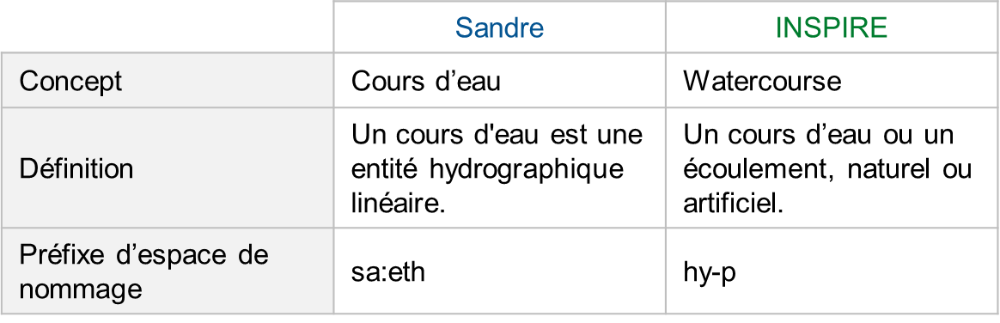 Sandre INSPIRE
Concept Cours d’eau Watercourse
Définition
Un cours d'eau est une
entité hydrographique
linéaire.
Un cours d’eau ou un
écoulement, naturel ou
artificiel.
Préfixe d’espace de
nommage
sa:eth hy-p